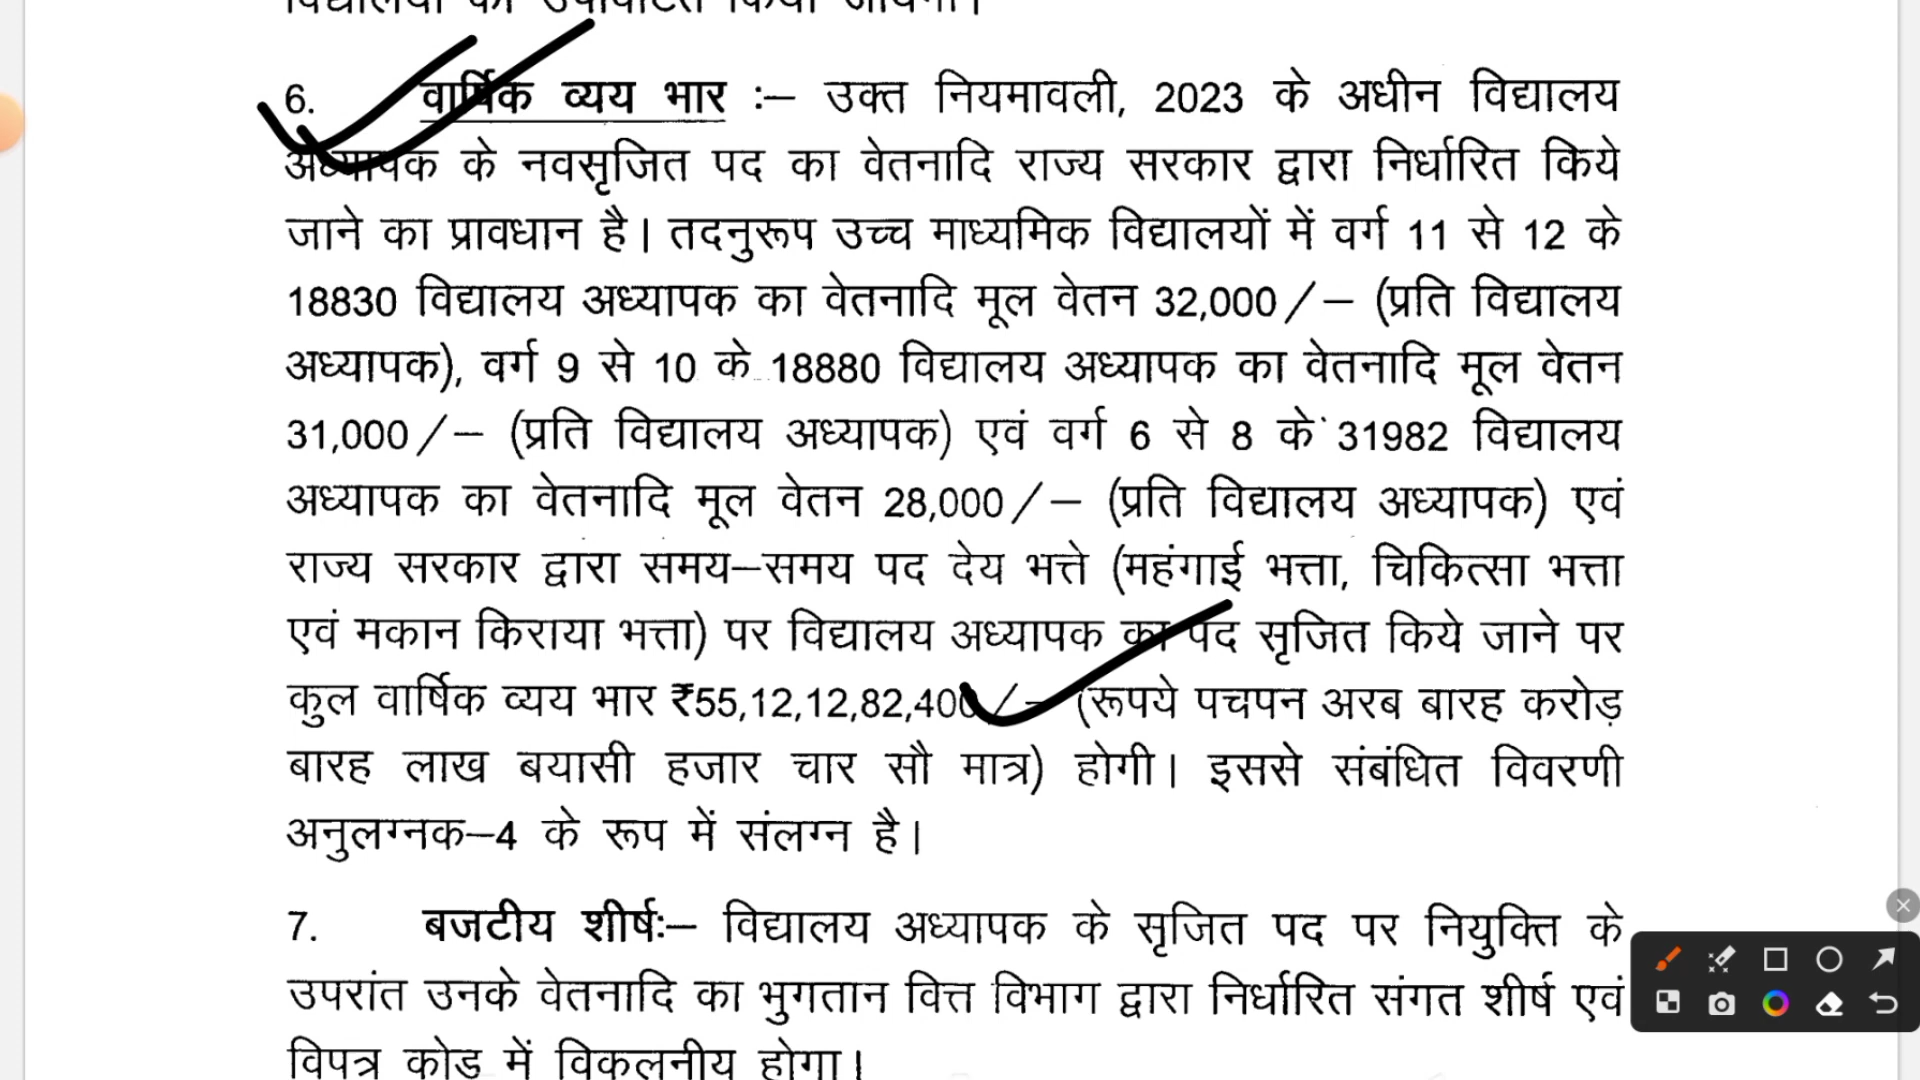 6. वार्षिक व्यय भार :– उक्त नियमावली, 2023 के अधीन विद्यालय
अध्यापक के नवसृजित पद का वेतनादि राज्य सरकार द्वारा निर्धारित किये
जाने का प्रावधान है। तदनुरूप उच्च माध्यमिक विद्यालयों में वर्ग 11 से 12 के
18830 विद्यालय अध्यापक का वेतनादि मूल वेतन 32,000/– (प्रति विद्यालय
अध्यापक), वर्ग 9 से 10 के 18880 विद्यालय अध्यापक का वेतनादि मूल वेतन
31,000/– (प्रति विद्यालय अध्यापक) एवं वर्ग 6 से 8 के 31982 विद्यालय
अध्यापक का वेतनादि मूल वेतन 28,000/– (प्रति विद्यालय अध्यापक) एवं
राज्य सरकार द्वारा समय–समय पद देय भत्ते (महंगाई भत्ता, चिकित्सा भत्ता
एवं मकान किराया भत्ता) पर विद्यालय अध्यापक का पद सृजित किये जाने पर
कुल वार्षिक व्यय भार ₹55,12,12,82,400/– (रूपये पचपन अरब बारह करोड़
बारह लाख बयासी हजार चार सौ मात्र) होगी। इससे संबंधित विवरणी
अनुलग्नक–4 के रूप में संलग्न है।
7. बजटीय शीर्षः– विद्यालय अध्यापक के सृजित पद पर नियुक्ति के
उपरांत उनके वेतनादि का भुगतान वित्त विभाग द्वारा निर्धारित संगत शीर्ष एवं
विपत्र कोड में विकलनीय होगा।